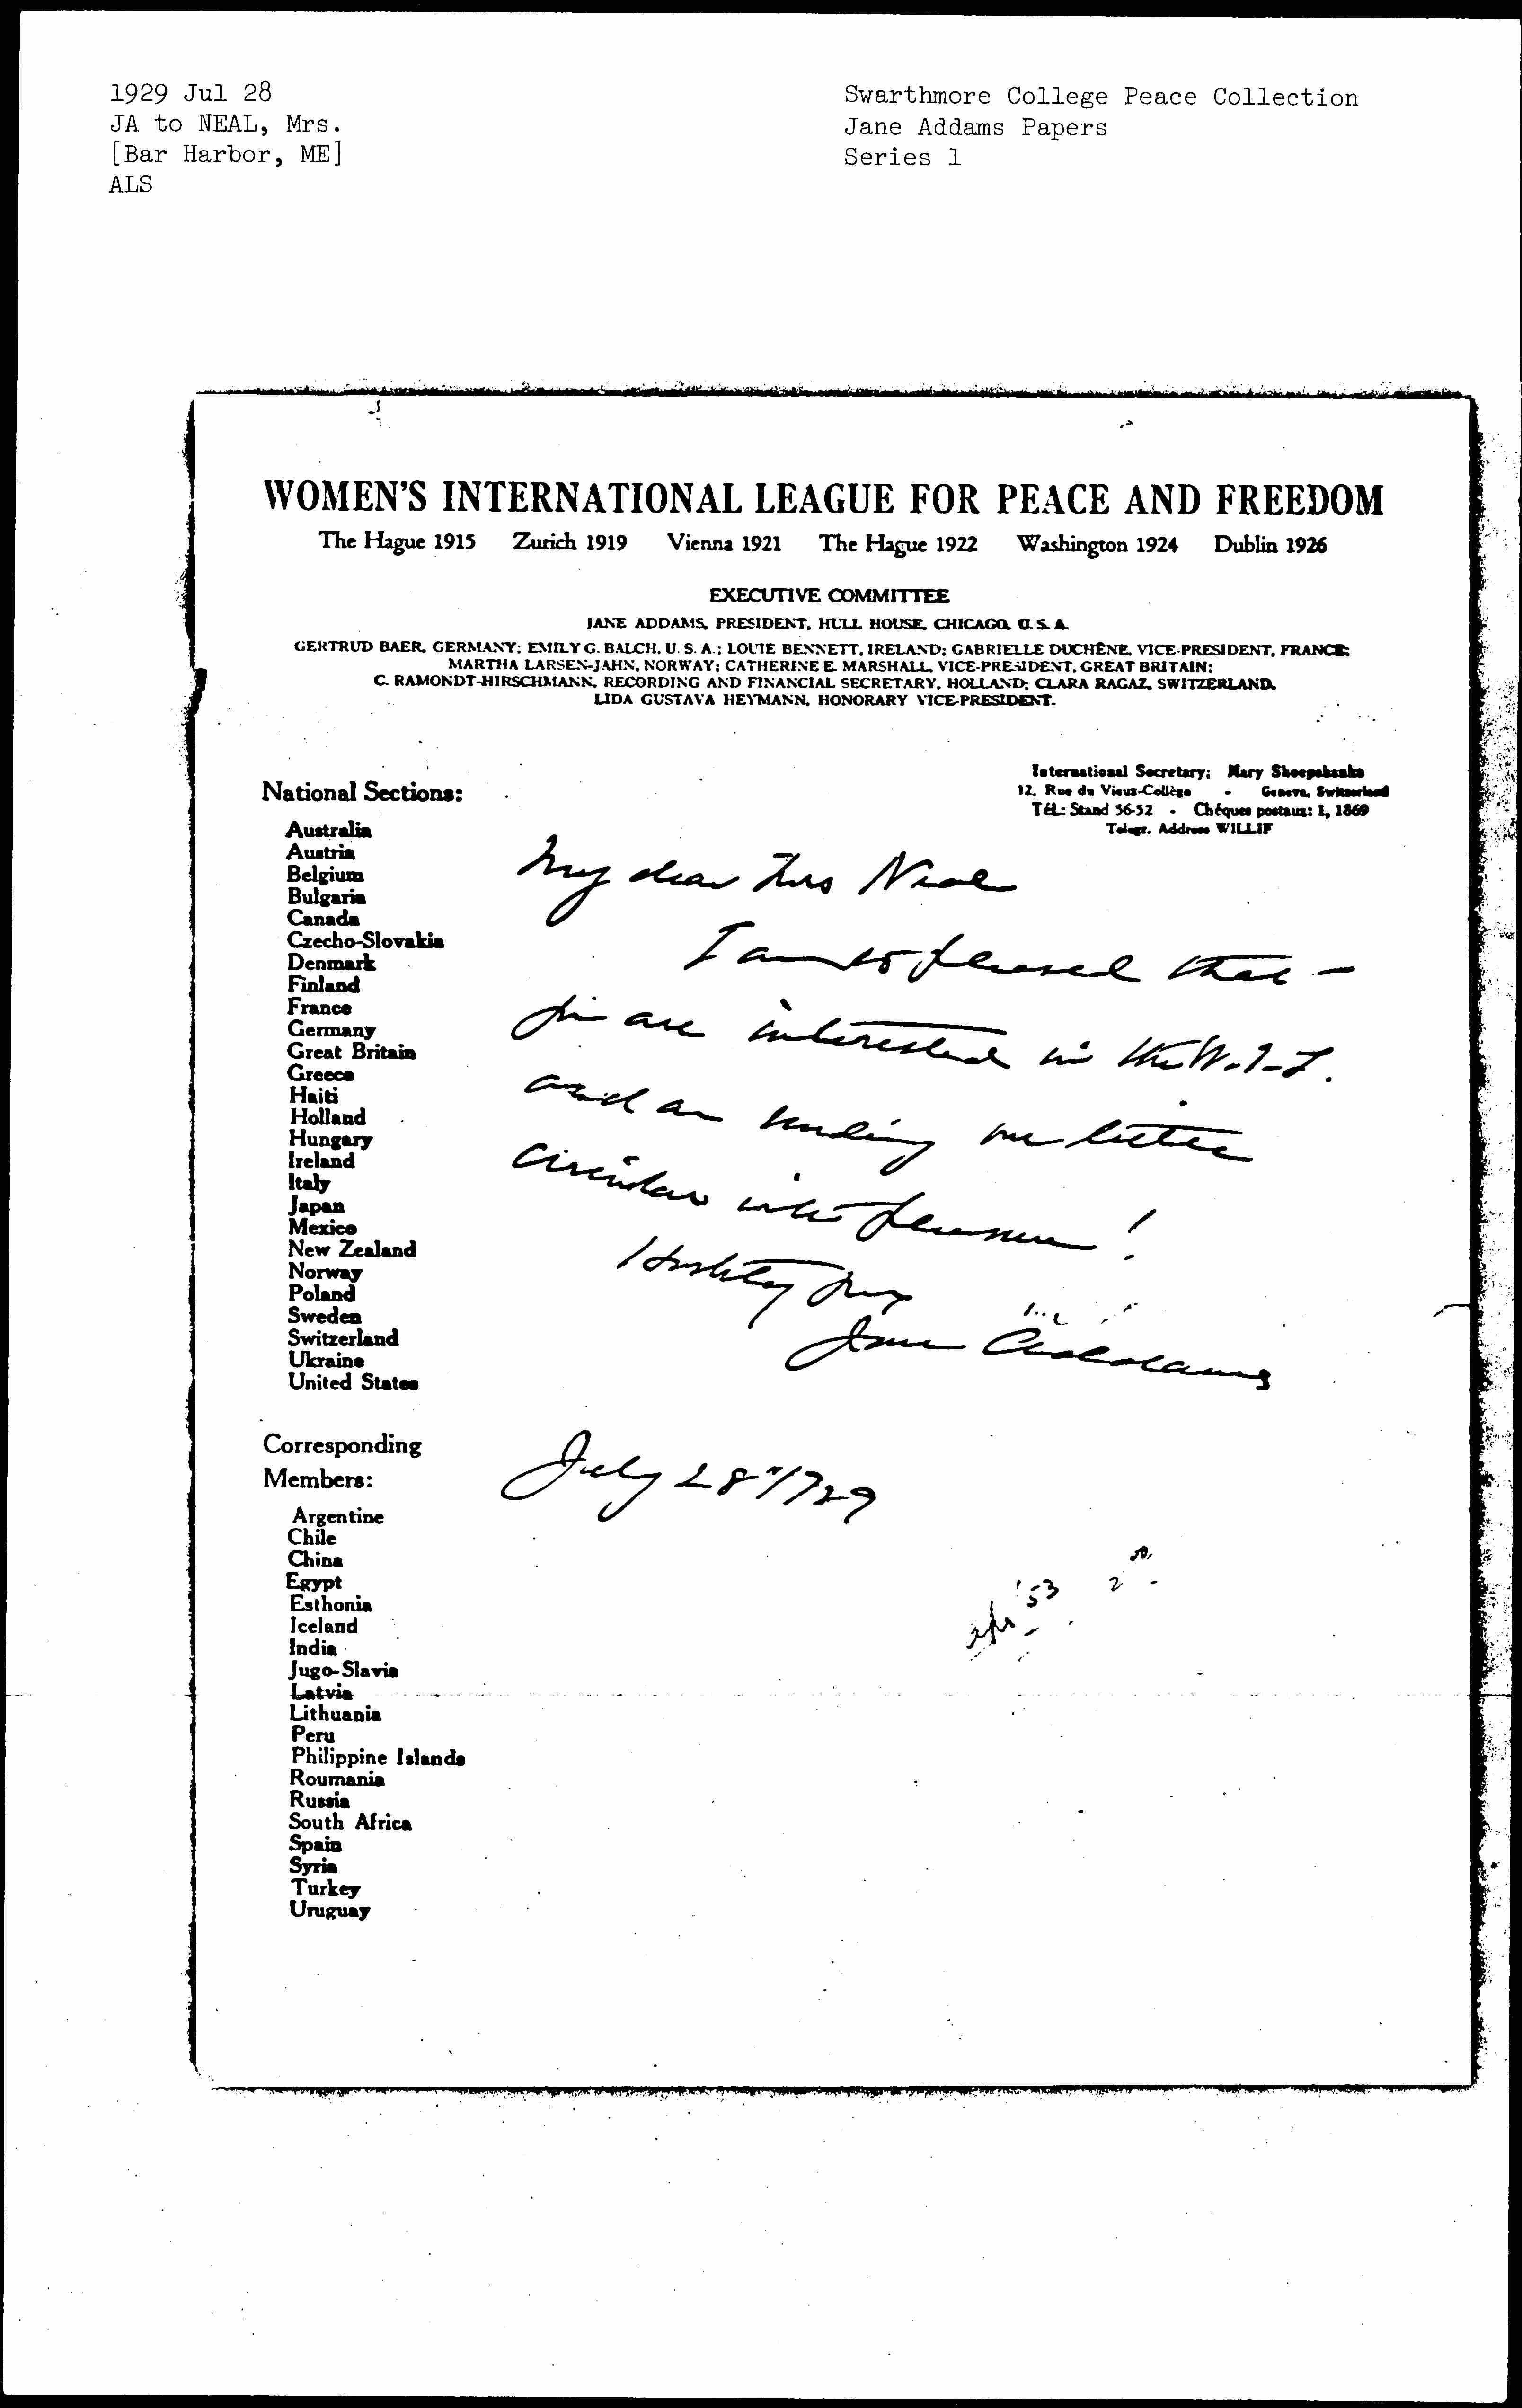 1929 Jul 28
JA to NEAL, Mrs.
[Bar Harbor, ME]
ALS
Swarthmore College Peace Collection
Jane Addams Papers
Series 1
WOMEN'S INTERNATIONAL LEAGUE FOR PEACE AND FREEDOM
The Hague 1915 Zurich 1919 Vienna 1921 The Hague 1922 Washington 1924 Dublin 1926
EXECUTIVE COMMITTEE
JANE ADDAMS, PRESIDENT, HULL HOUSE, CHICAGO, U.S.A.
GERTRUD BAER, GERMANY; EMILY G. BALCH, U. S. A.; LOUIE BENNETT, IRELAND; GABRIELLE DUCHÊNE, VICE-PRESIDENT, FRANCE;
MARTHA LARSEN-JAHN, NORWAY; CATHERINE E. MARSHALL, VICE-PRESIDENT, GREAT BRITAIN;
C. RAMONDT-HIRSCHMANN, RECORDING AND FINANCIAL SECRETARY, HOLLAND; CLARA RAGAZ, SWITZERLAND.
LIDA GUSTAVA HEYMANN, HONORARY VICE-PRESIDENT.
International Secretary; Mary Sheepshanks
12, Rue du Vieux-Collège - Geneva, Switzerland
Tél.: Stand 56-52 - Chéques postaux: I, 1869
Telegr. Address WILLIF
National Sections:
Australia
Austria
Belgium
Bulgaria
Canada
Czecho-Slovakia
Denmark
Finland
France
Germany
Great Britain
Greece
Haiti
Holland
Hungary
Ireland
Italy
Japan
Mexico
New Zealand
Norway
Poland
Sweden
Switzerland
Ukraine
United States
Corresponding
Members:
Argentine
Chile
China
Egypt
Esthonia
Iceland
India
Jugo-Slavia
Latvia
Lithuania
Peru
Philippine Islands
Roumania
Russia
South Africa
Spain
Syria
Turkey
Uruguay
My dear Mrs Neal
I am so pleased that -
you are interested in the W.I.L.
and am sending our little
circular with pleasure!
Hastily yrs
Jane Addams
July 28" 1929
'53